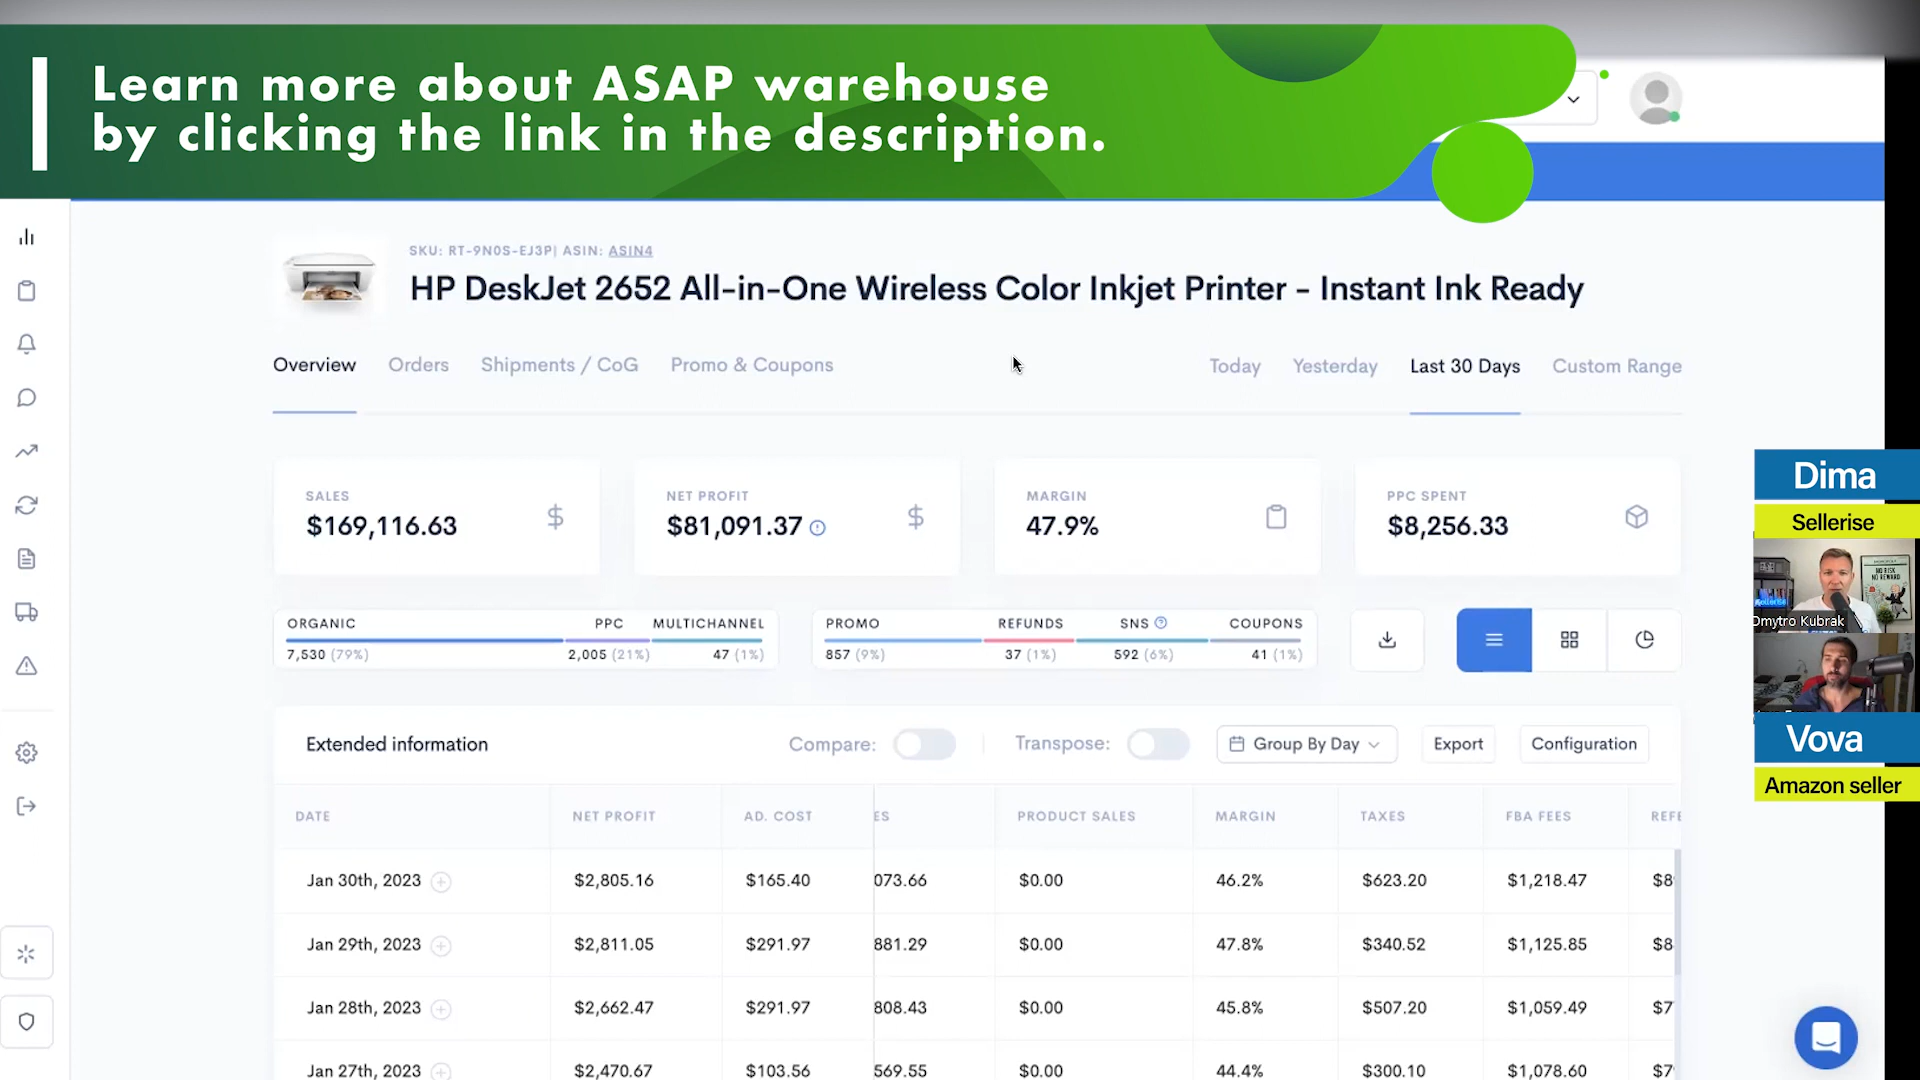 Learn more about ASAP warehouse
by clicking the link in the description.
SKU: RT-9N0S-EJ3P| ASIN: ASIN4
HP DeskJet 2652 All-in-One Wireless Color Inkjet Printer - Instant Ink Ready
Overview Orders Shipments / CoG Promo & Coupons Today Yesterday Last 30 Days Custom Range
SALES NET PROFIT MARGIN PPC SPENT
$169,116.63 $81,091.37 47.9% $8,256.33
Dima
Sellerise
NO RISK
NO REWARD
Dmytro Kubrak
Vova
Amazon seller
ORGANIC PPC MULTICHANNEL PROMO REFUNDS SNS COUPONS
7,530 (79%) 2,005 (21%) 47 (1%) 857 (9%) 37 (1%) 592 (6%) 41 (1%)
Extended information Compare: Transpose: Group By Day Export Configuration
DATE NET PROFIT AD. COST ES PRODUCT SALES MARGIN TAXES FBA FEES REFE
Jan 30th, 2023 $2,805.16 $165.40 073.66 $0.00 46.2% $623.20 $1,218.47 $8
Jan 29th, 2023 $2,811.05 $291.97 881.29 $0.00 47.8% $340.52 $1,125.85 $8
Jan 28th, 2023 $2,662.47 $291.97 808.43 $0.00 45.8% $507.20 $1,059.49 $7
Jan 27th, 2023 $2,470.67 $103.56 569.55 $0.00 44.4% $300.10 $1,078.60 $7